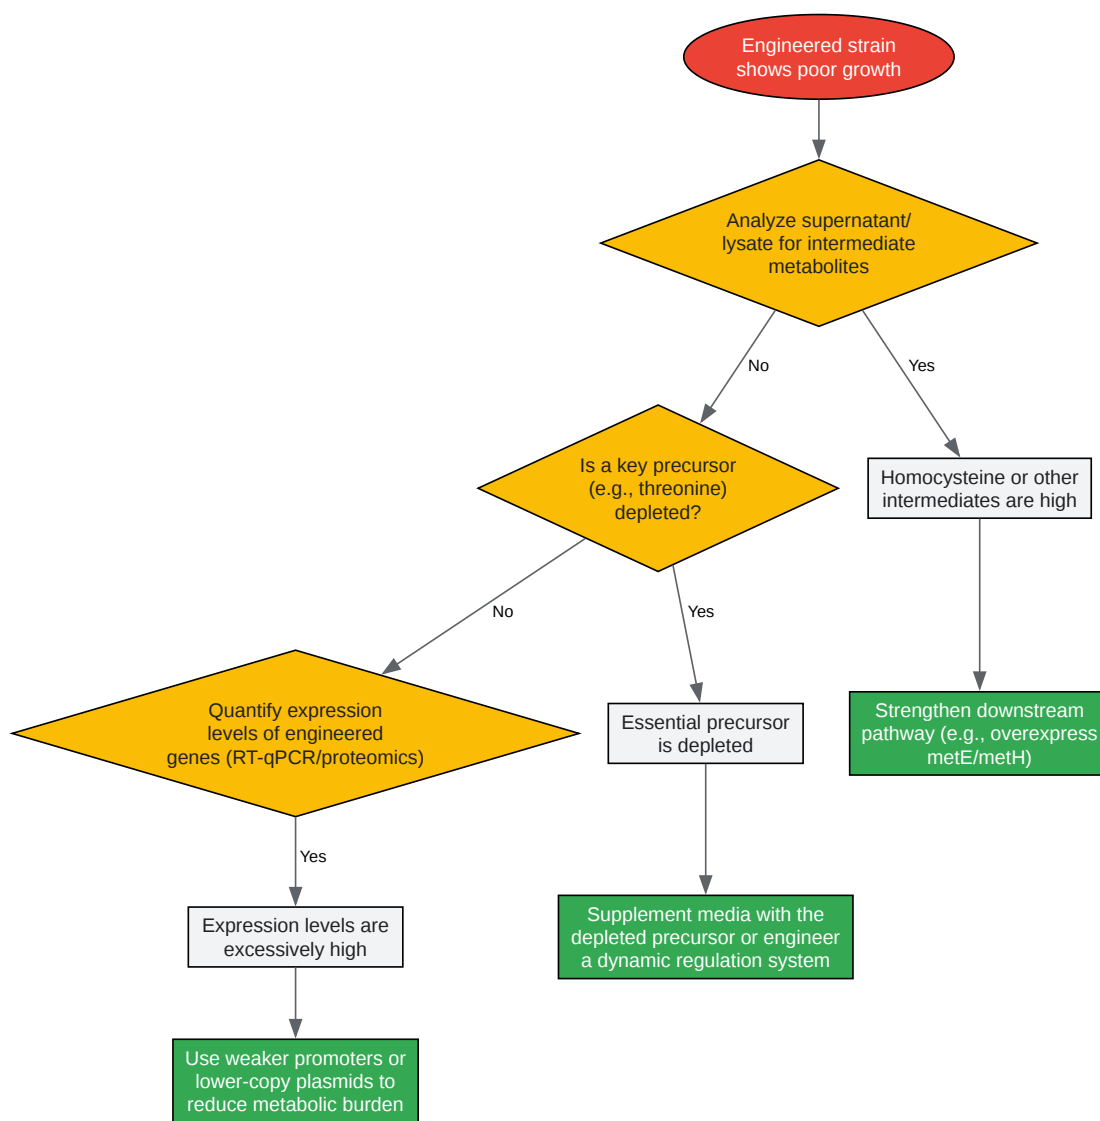 Engineered strain
shows poor growth
Analyze supernatant/
lysate for intermediate
metabolites
No
Yes
Is a key precursor
(e.g., threonine)
depleted?
Homocysteine or other
intermediates are high
No
Yes
Quantify expression
levels of engineered
genes (RT-qPCR/proteomics)
Essential precursor
is depleted
Strengthen downstream
pathway (e.g., overexpress
metE/metH)
Yes
Expression levels are
excessively high
Supplement media with the
depleted precursor or engineer
a dynamic regulation system
Use weaker promoters or
lower-copy plasmids to
reduce metabolic burden